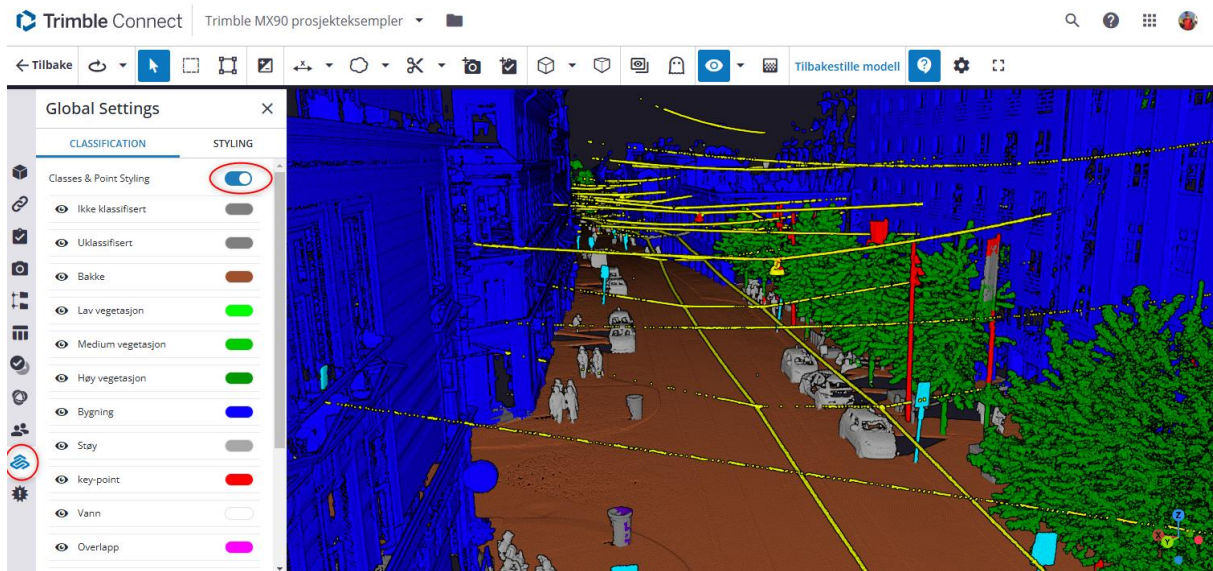 Trimble Connect
Trimble MX90 prosjekteksempler
Tilbake
Tilbakestille modell
Global Settings
CLASSIFICATION
STYLING
Classes & Point Styling
Ikke klassifisert
Uklassifisert
Bakke
Lav vegetasjon
Medium vegetasjon
Høy vegetasjon
Bygning
Støy
key-point
Vann
Overlapp
Z
X
Y